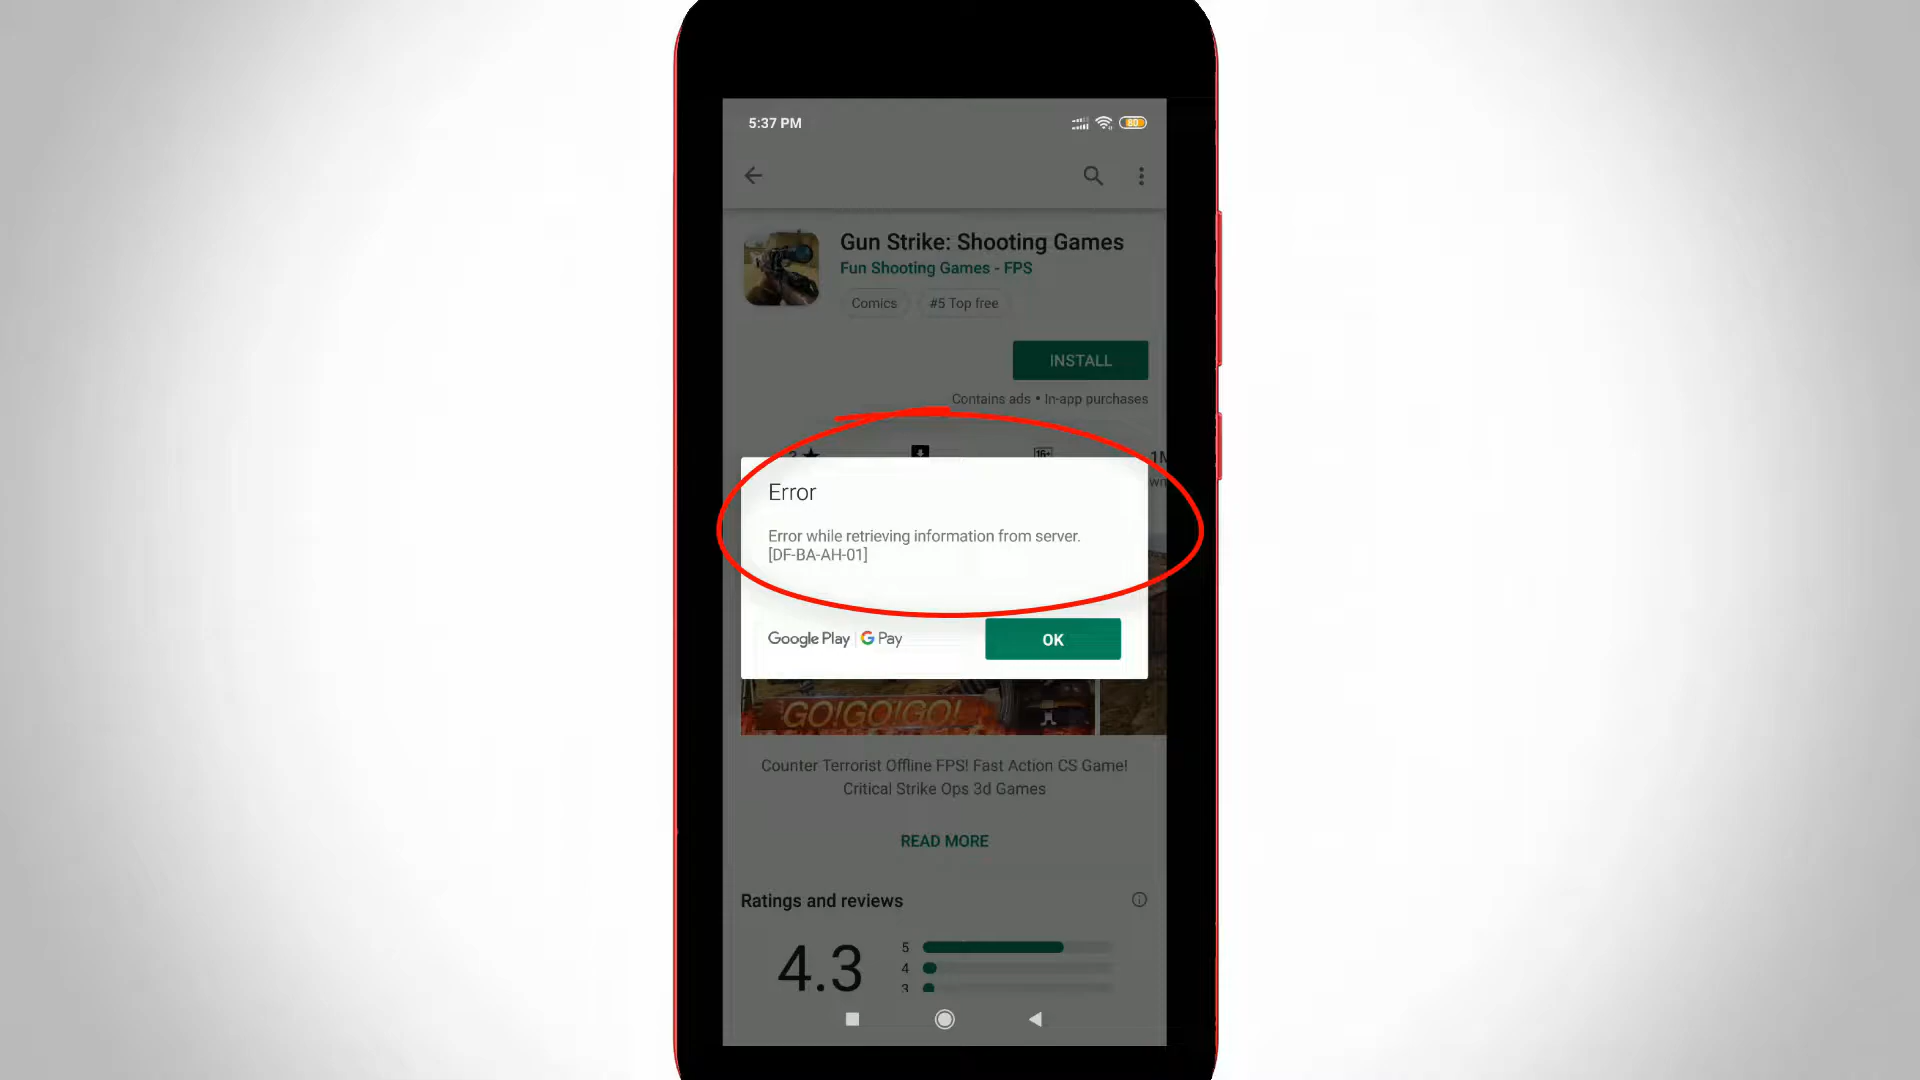 5:37 PM
80
Gun Strike: Shooting Games
Fun Shooting Games - FPS
Comics
#5 Top free
INSTALL
Contains ads • In-app purchases
16+
Error
Error while retrieving information from server.
[DF-BA-AH-01]
Google Play | G Pay
OK
GO!GO!GO!
Counter Terrorist Offline FPS! Fast Action CS Game!
Critical Strike Ops 3d Games
READ MORE
Ratings and reviews
4.3
5
4
3